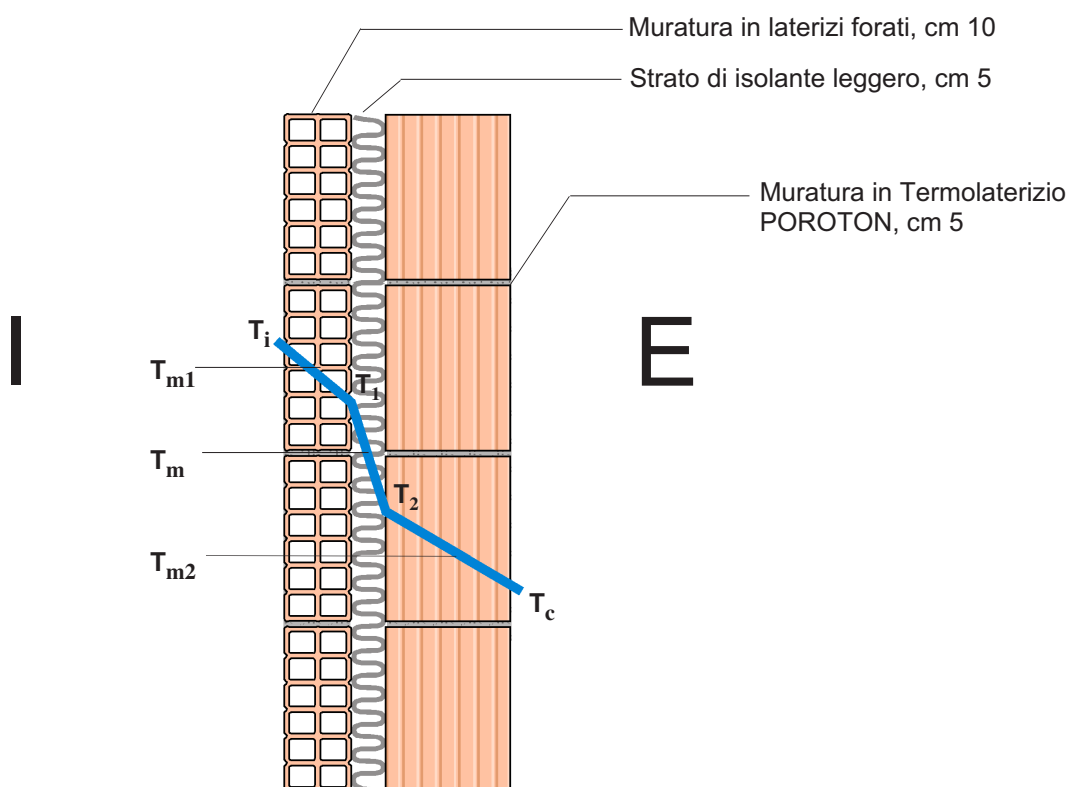 Muratura in laterizi forati, cm 10
Strato di isolante leggero, cm 5
Muratura in Termolaterizio
POROTON, cm 5
I
E
Ti
Tm1
T1
Tm
T2
Tm2
Tc